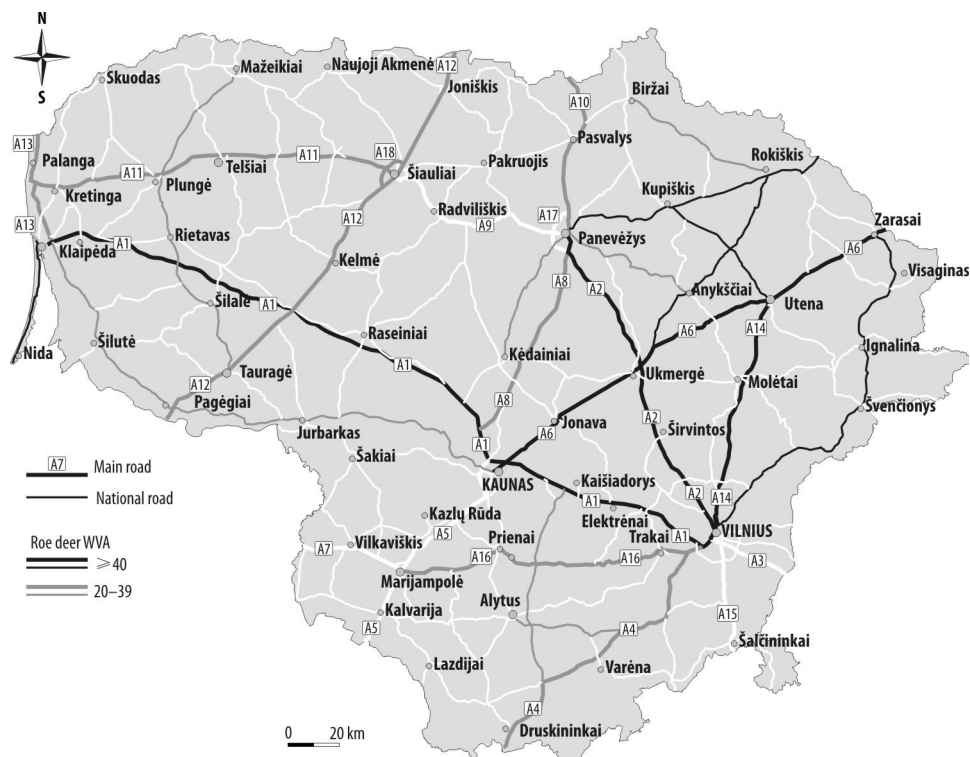 N
S
Skuodas
Mažeikiai
Naujoji Akmenė
A12
Joniškis
A10
Biržai
A13
Palanga
A11
Kretinga
Plungė
Telšiai
A11
A18
Šiauliai
Pakruojis
Pasvalys
Rokiškis
Kupiškis
A13
Klaipėda
A1
Rietavas
A12
Radviliškis
A9
A17
Panevėžys
Zarasai
A6
Visaginas
Kelmė
A8
A2
Anykščiai
Utena
Šilalė
A1
A6
A14
Nida
Šilutė
Raseiniai
A1
Kėdainiai
Ukmergė
Molėtai
Ignalina
A12
Tauragė
Pagėgiai
A8
Švenčionys
Jurbarkas
A1
A6
Jonava
A2
Širvintos
Šakiai
KAUNAS
Kaišiadorys
A1
Elektrėnai
A2
A14
VILNIUS
Kazlų Rūda
A5
Prienai
Trakai
A1
A7
Vilkaviškis
A16
A16
A3
Marijampolė
Alytus
Kalvarija
A5
A4
A15
Šalčininkai
Lazdijai
Varėna
A4
Druskininkai
A7
Main road
National road
Roe deer WVA
⩾40
20–39
0 20 km